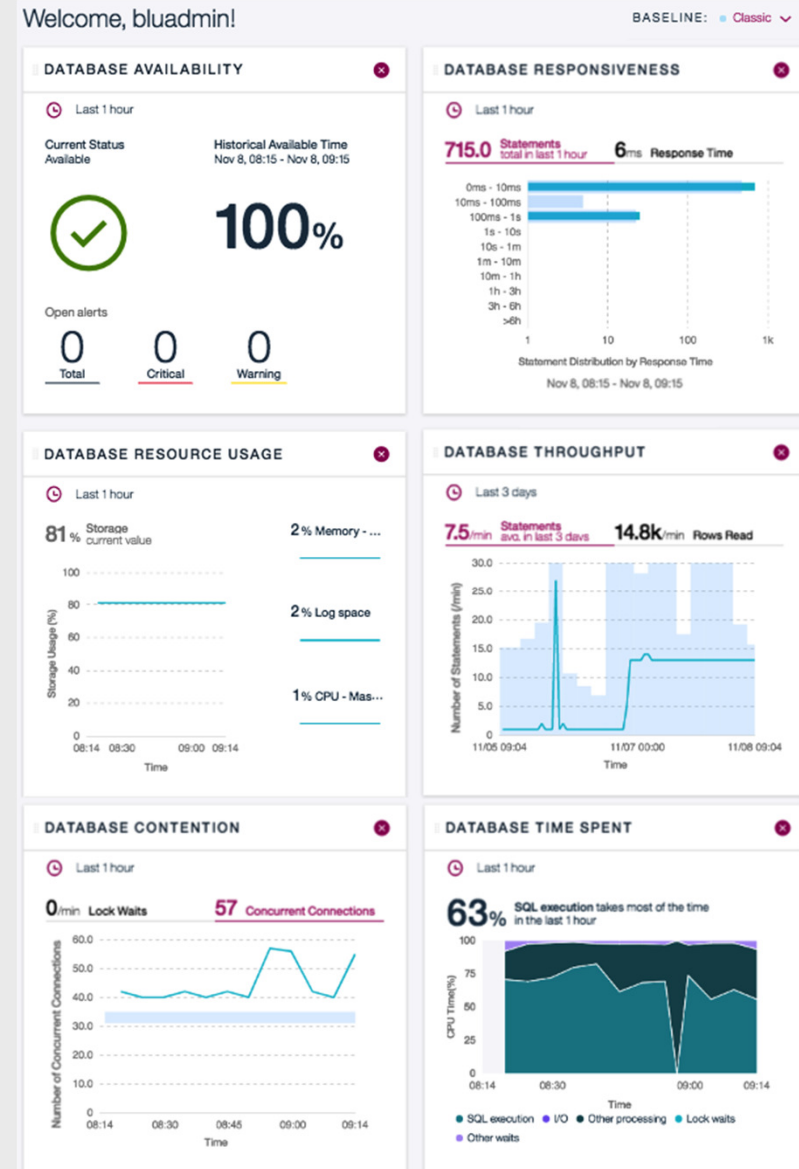 Welcome, bluadmin!
BASELINE: Classic
DATABASE AVAILABILITY
Last 1 hour
Current Status
Available
Historical Available Time
Nov 8, 08:15 - Nov 8, 09:15
100%
Open alerts
0 0 0
Total Critical Warning
DATABASE RESPONSIVENESS
Last 1 hour
715.0 Statements total in last 1 hour 6ms Response Time
0ms - 10ms
10ms - 100ms
100ms - 1s
1s - 10s
10s - 1m
1m - 10m
10m - 1h
1h - 3h
3h - 6h
>6h
1 10 100 1k
Statement Distribution by Response Time
Nov 8, 08:15 - Nov 8, 09:15
DATABASE RESOURCE USAGE
Last 1 hour
81% Storage current value
Storage Usage (%)
100
80
60
40
20
0
08:14 08:30 09:00 09:14
Time
2% Memory - ...
2% Log space
1% CPU - Mas...
DATABASE THROUGHPUT
Last 3 days
7.5/min Statements avg. in last 3 days 14.8k/min Rows Read
Number of Statements (/min)
30.0
25.0
20.0
15.0
10.0
5.0
0
11/05 09:04 11/07 00:00 11/08 09:04
Time
DATABASE CONTENTION
Last 1 hour
0/min Lock Waits 57 Concurrent Connections
Number of Concurrent Connections
60.0
50.0
40.0
30.0
20.0
10.0
0
08:14 08:30 08:45 09:00 09:14
Time
DATABASE TIME SPENT
Last 1 hour
63% SQL execution takes most of the time
in the last 1 hour
CPU Time(%)
100
75
50
25
0
08:14 08:30 09:00 09:14
Time
SQL execution I/O Other processing Lock waits
Other waits